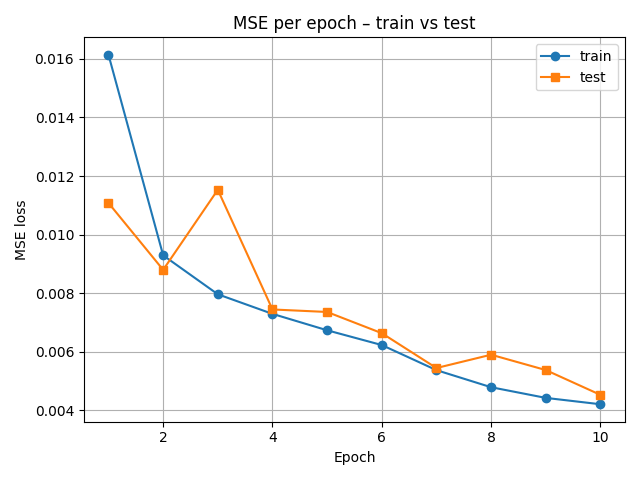 MSE per epoch – train vs test
train
test
0.016
0.014
0.012
0.010
0.008
0.006
0.004
MSE loss
2 4 6 8 10
Epoch